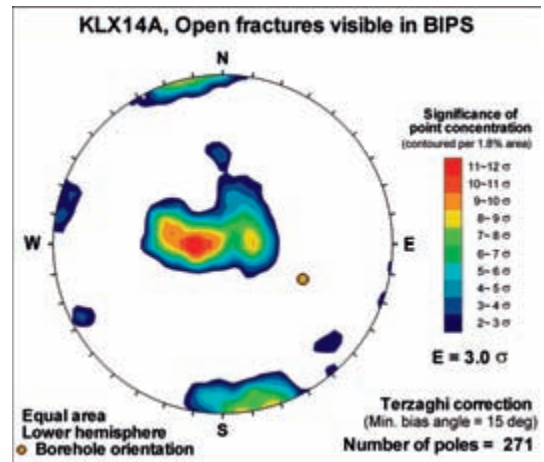 KLX14A, Open fractures visible in BIPS
N
W
E
S
Significance of
point concentration
(contoured per 1.8% area)
11~12 σ
10~11 σ
9~10 σ
8~9 σ
7~8 σ
6~7 σ
5~6 σ
4~5 σ
3~4 σ
2~3 σ
E = 3.0 σ
Equal area
Lower hemisphere
Borehole orientation
Terzaghi correction
(Min. bias angle = 15 deg)
Number of poles = 271